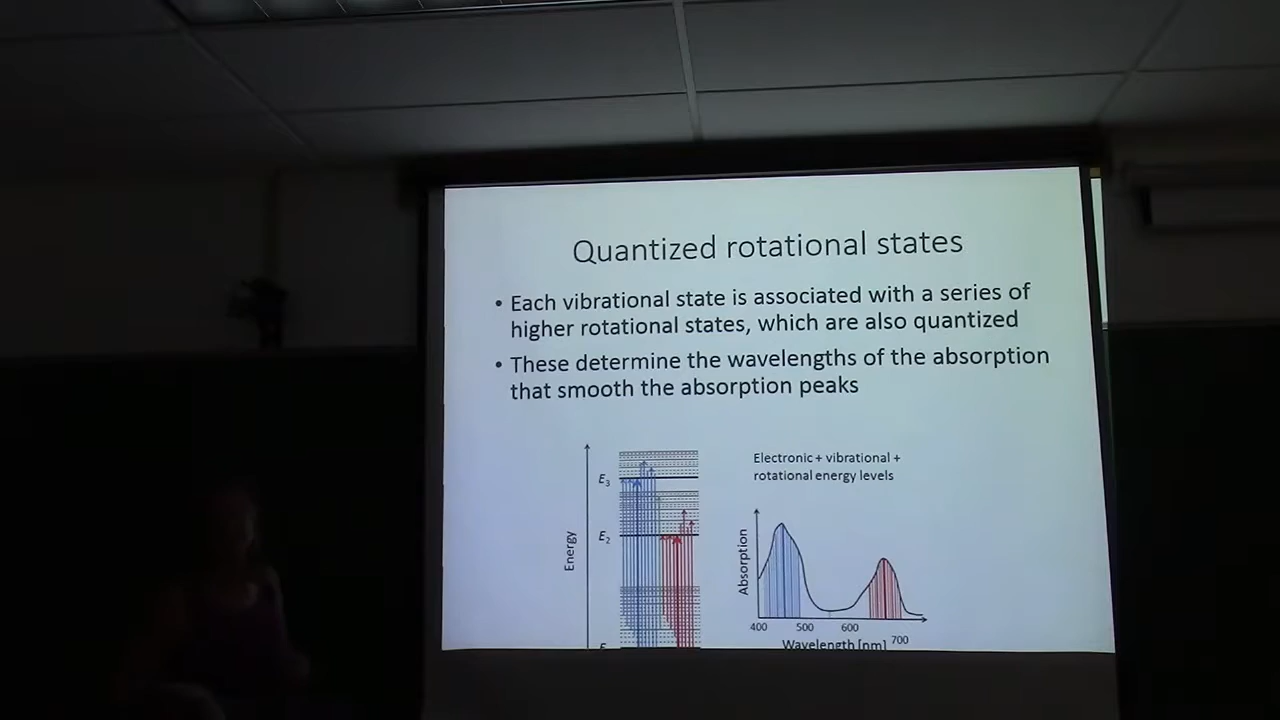 Quantized rotational states
• Each vibrational state is associated with a series of
higher rotational states, which are also quantized
• These determine the wavelengths of the absorption
that smooth the absorption peaks
Electronic + vibrational +
rotational energy levels
Energy
E3
E2
E
Absorption
400 500 600 700
Wavelength [nm]